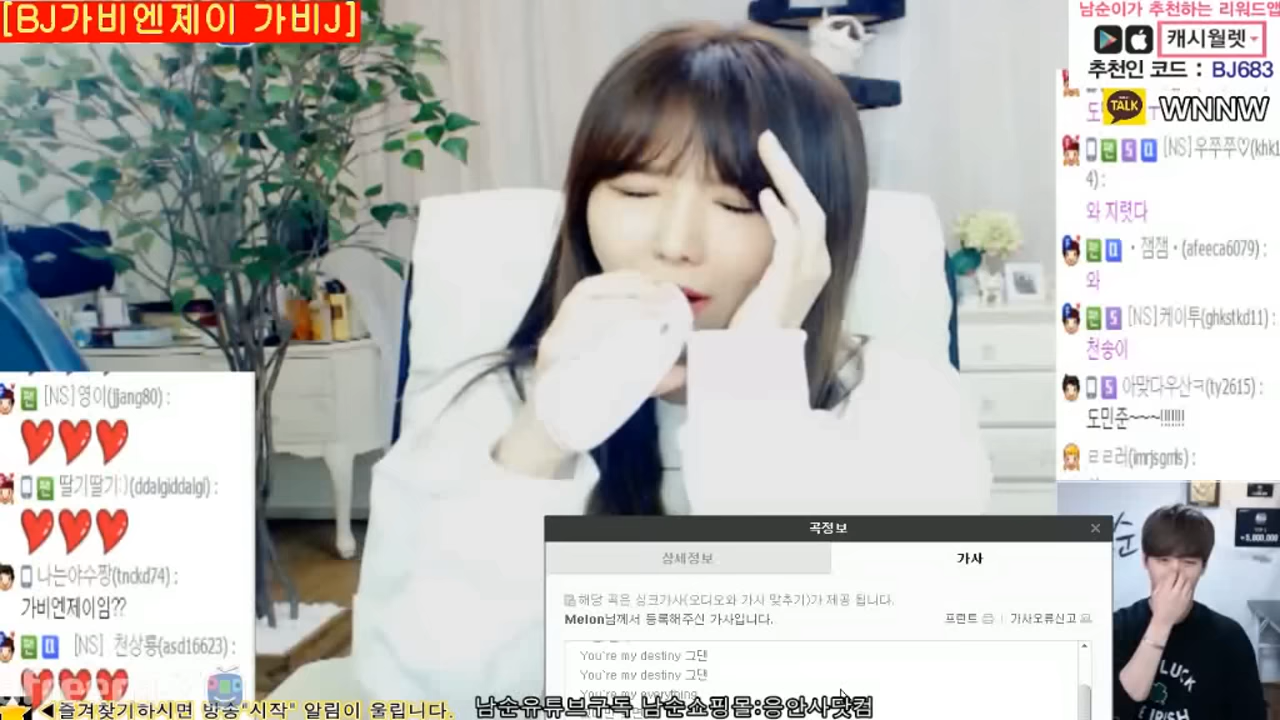 [BJ가비엔제이 가비J]
남순이가 추천하는 리워드앱
캐시월렛
추천인 코드 : BJ683
TALK WNNW
[NS]우쭈쭈♡(khk1
4) :
와 지렸다
·잼잼·(afeeca6079) :
와
[NS]케이투(ghkstkd11) :
천송이
아맞다우산ㅋ(ty2615) :
도민준~~~!!!!!!!
ㄹㄹ러(imrjsgms) :
[NS]영이(jjang80) :
딸기딸기:)(ddalgiddalgi) :
나는야수짱(tnckd74) :
가비엔제이임??
[NS] 천상룡(asd16623) :
곡정보
상세정보
가사
해당 곡은 싱크가사(오디오와 가사 맞추기)가 제공 됩니다.
Melon님께서 등록해주신 가사입니다.
프린트
가사오류신고
You're my destiny 그댄
You're my destiny 그댄
You're my everything
LUCK
IRISH
즐겨찾기하시면 방송"시작" 알림이 울립니다.
남순유튜브구독 남순쇼핑몰:응안사닷컴